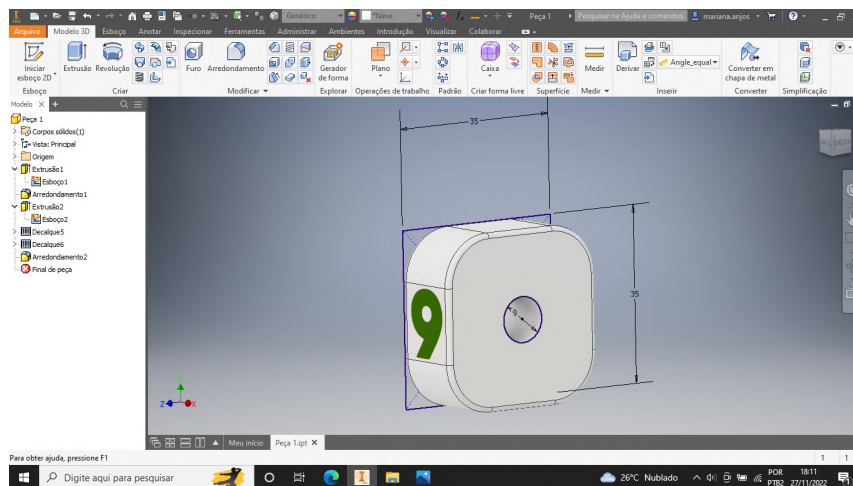 Genérico
*Neve
Peça 1
Pesquisar na Ajuda e comandos.
mariana.anjos
Arquivo Modelo 3D Esboço Anotar Inspecionar Ferramentas Administrar Ambientes Introdução Visualizar Colaborar
Iniciar esboço 2D
Extrusão Revolução
Furo Arredondamento
Gerador de forma
Plano
Caixa
Medir
Derivar
Angle_equal
Converter em chapa de metal
Esboço Criar Modificar Explorar Operações de trabalho Padrão Criar forma livre Superfície Medir Inserir Converter Simplificação
Modelo
Peça 1
Corpos sólidos(1)
Vista: Principal
Origem
Extrusão1
Esboço1
Arredondamento1
Extrusão2
Esboço2
Decalque5
Decalque6
Arredondamento2
Final de peça
35
35
9
9
Z X
Meu início Peça 1.ipt
Para obter ajuda, pressione F1
1 1
Digite aqui para pesquisar
26°C Nublado
POR
PTB2
18:11
27/11/2022